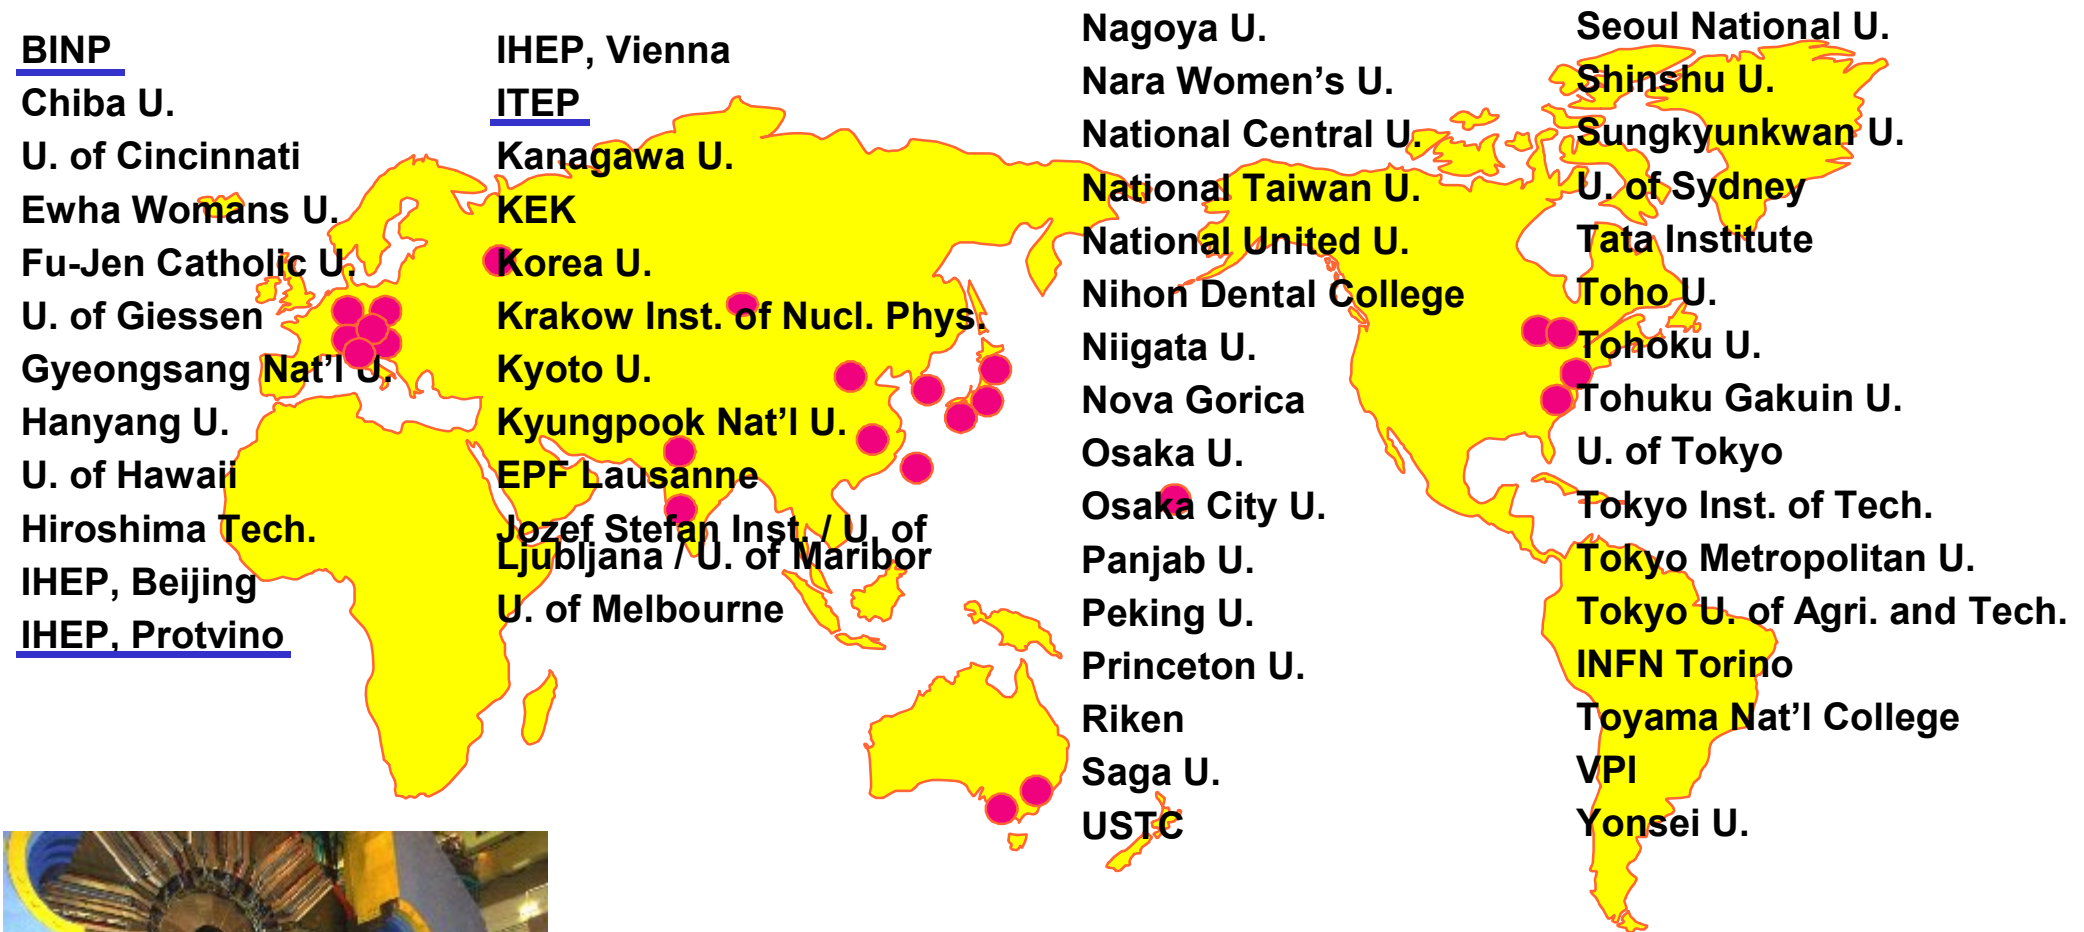 BINP
Chiba U.
U. of Cincinnati
Ewha Womans U.
Fu-Jen Catholic U.
U. of Giessen
Gyeongsang Nat’l U.
Hanyang U.
U. of Hawaii
Hiroshima Tech.
IHEP, Beijing
IHEP, Protvino
IHEP, Vienna
ITEP
Kanagawa U.
KEK
Korea U.
Krakow Inst. of Nucl. Phys.
Kyoto U.
Kyungpook Nat’l U.
EPF Lausanne
Jozef Stefan Inst. / U. of
Ljubljana / U. of Maribor
U. of Melbourne
Nagoya U.
Nara Women’s U.
National Central U.
National Taiwan U.
National United U.
Nihon Dental College
Niigata U.
Nova Gorica
Osaka U.
Osaka City U.
Panjab U.
Peking U.
Princeton U.
Riken
Saga U.
USTC
Seoul National U.
Shinshu U.
Sungkyunkwan U.
U. of Sydney
Tata Institute
Toho U.
Tohoku U.
Tohuku Gakuin U.
U. of Tokyo
Tokyo Inst. of Tech.
Tokyo Metropolitan U.
Tokyo U. of Agri. and Tech.
INFN Torino
Toyama Nat’l College
VPI
Yonsei U.